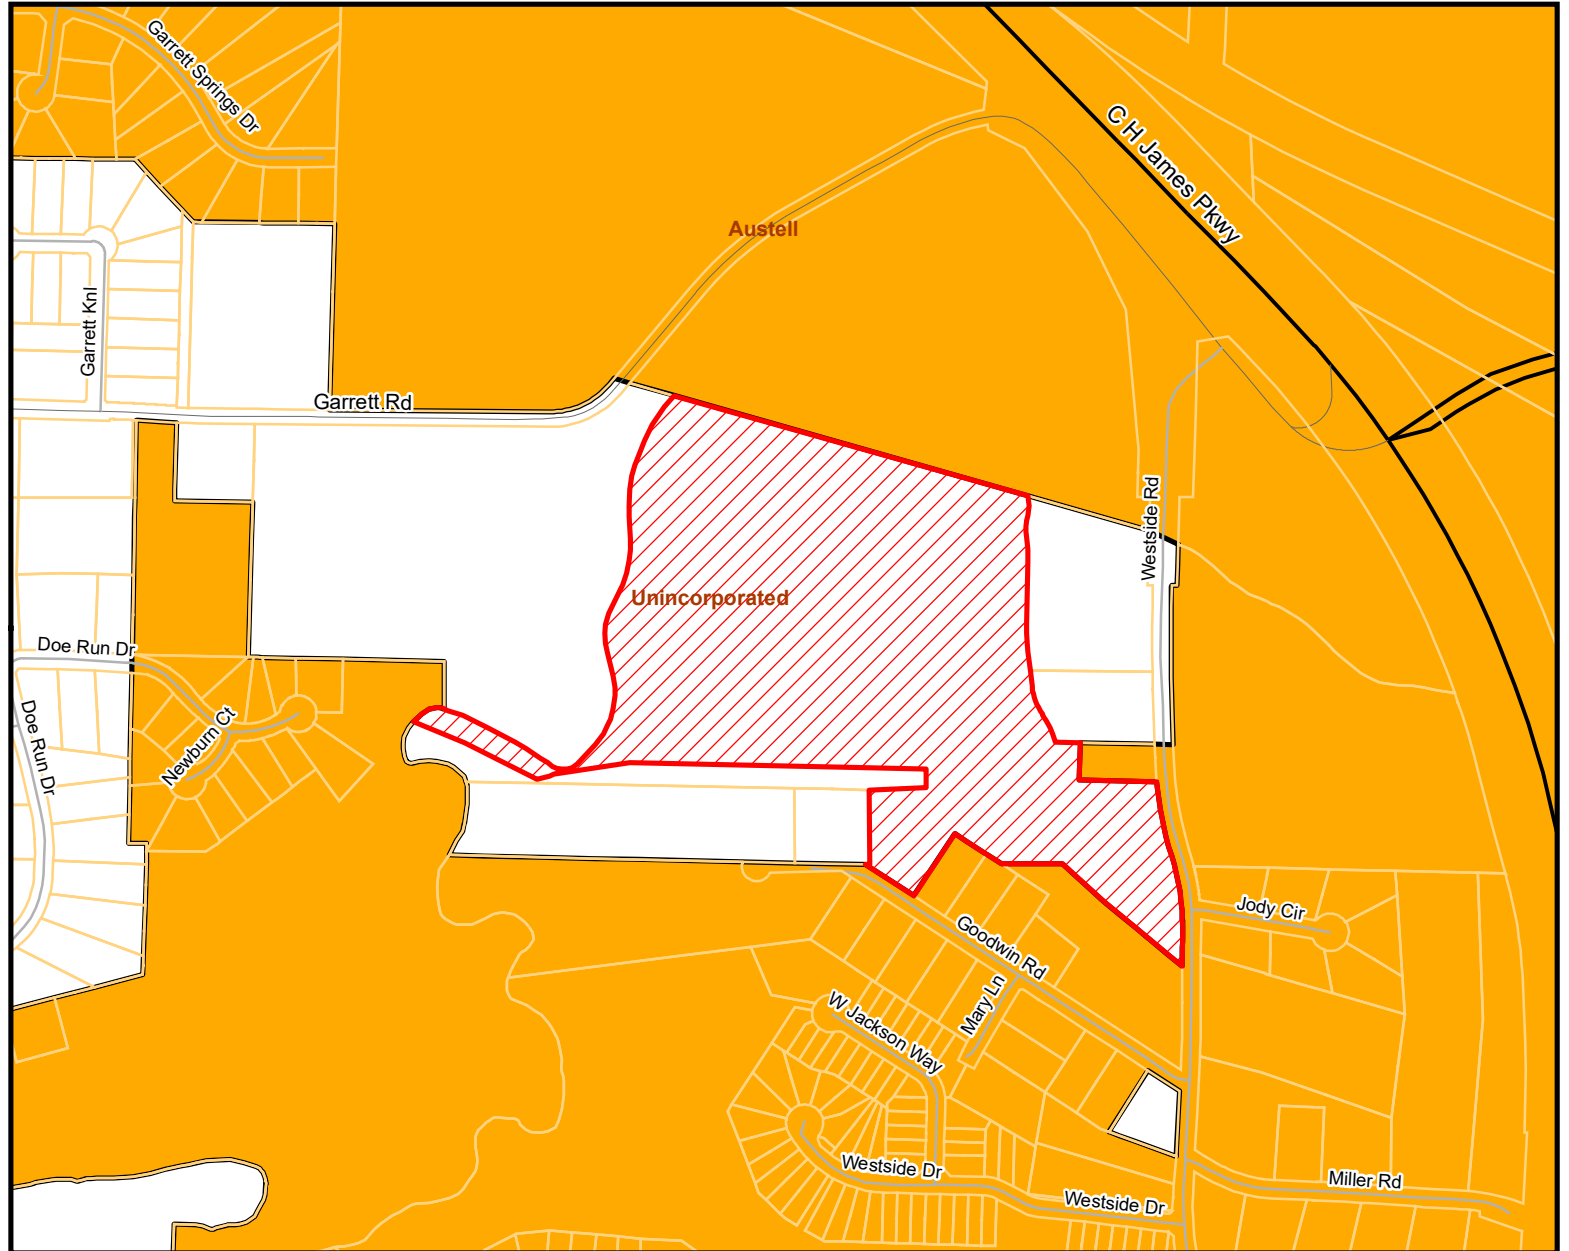 Garrett Springs Dr
C H James Pkwy
Austell
Garrett Knl
Garrett Rd
Westside Rd
Unincorporated
Doe Run Dr
Doe Run Dr
Newburn Ct
Jody Cir
Goodwin Rd
Mary Ln
W Jackson Way
Westside Dr
Miller Rd
Westside Dr